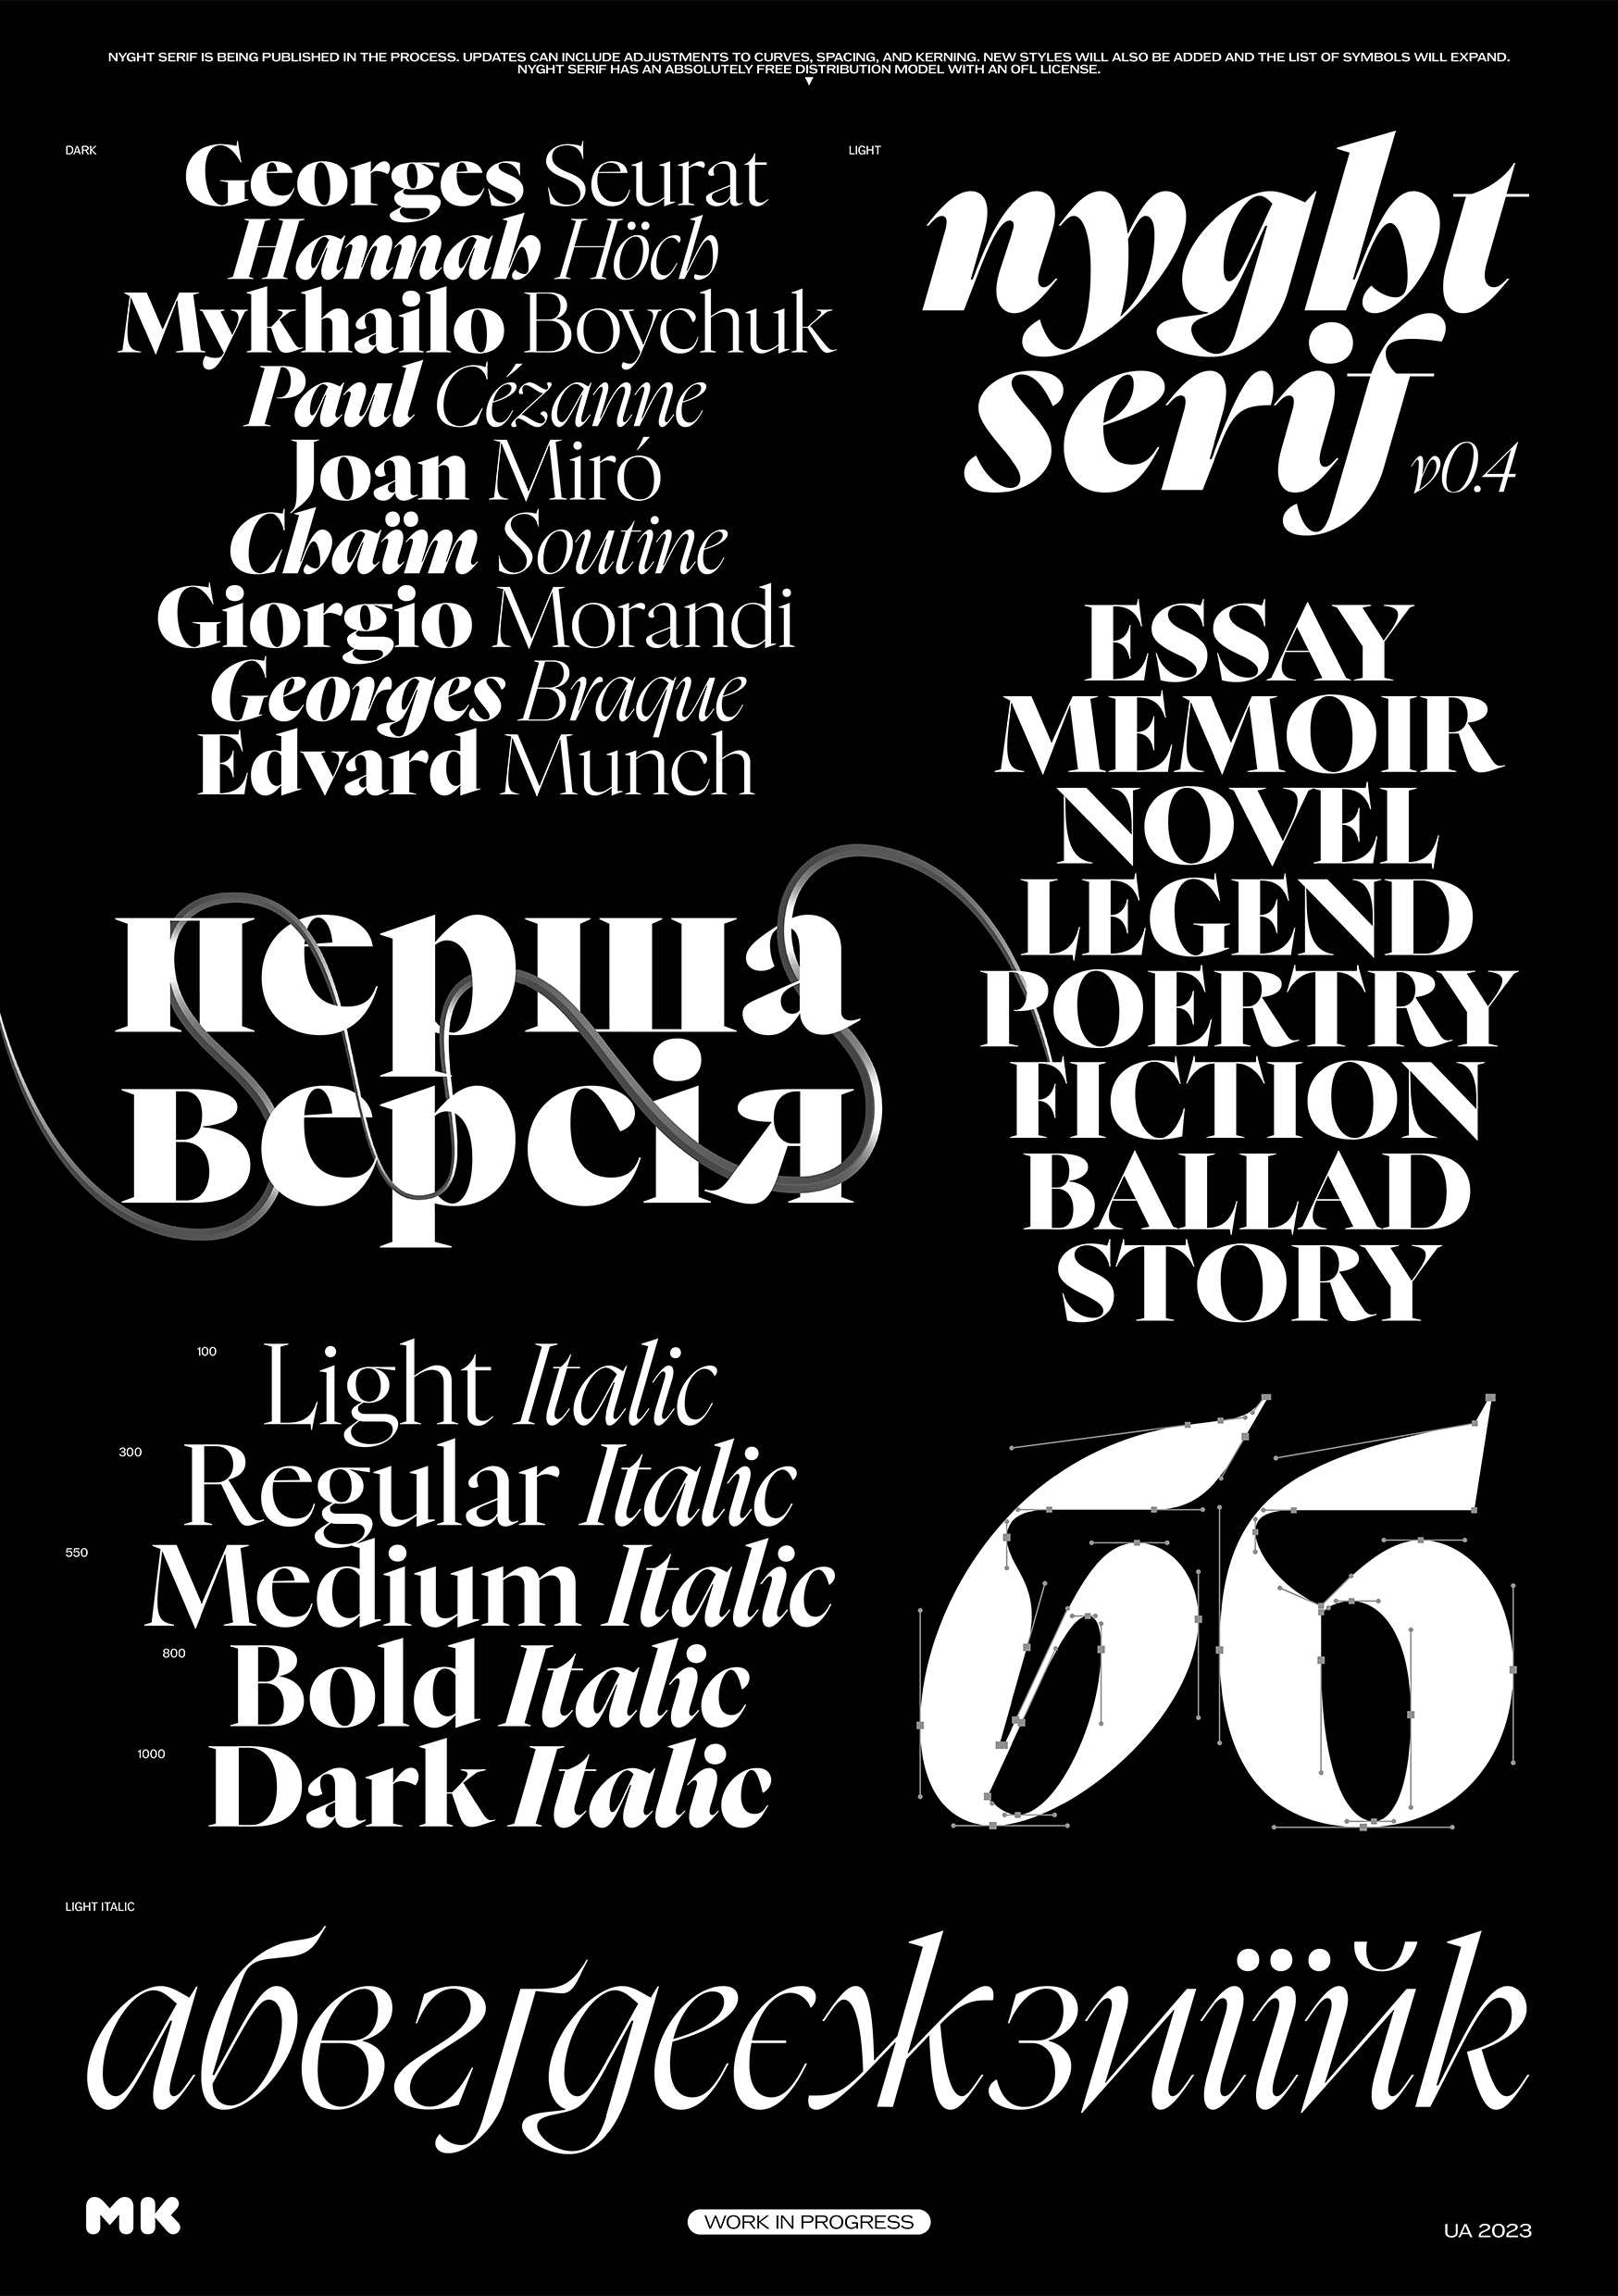 NYGHT SERIF IS BEING PUBLISHED IN THE PROCESS. UPDATES CAN INCLUDE ADJUSTMENTS TO CURVES, SPACING, AND KERNING. NEW STYLES WILL ALSO BE ADDED AND THE LIST OF SYMBOLS WILL EXPAND.
NYGHT SERIF HAS AN ABSOLUTELY FREE DISTRIBUTION MODEL WITH AN OFL LICENSE.
DARK
Georges Seurat
Hannah Höch
Mykhailo Boychuk
Paul Cézanne
Joan Miró
Chaïm Soutine
Giorgio Morandi
Georges Braque
Edvard Munch
LIGHT
nyght
serif
v0.4
ESSAY
MEMOIR
NOVEL
LEGEND
POERTRY
FICTION
BALLAD
STORY
перша
версія
100
Light Italic
300
Regular Italic
550
Medium Italic
800
Bold Italic
1000
Dark Italic
бб
LIGHT ITALIC
абвгґдеєжзиіїйк
MK
WORK IN PROGRESS
UA 2023